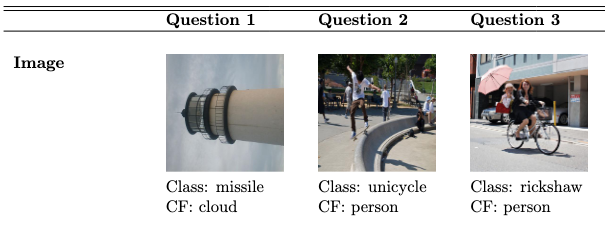 Question 1 Question 2 Question 3
Image
Class: missile Class: unicycle Class: rickshaw
CF: cloud CF: person CF: person